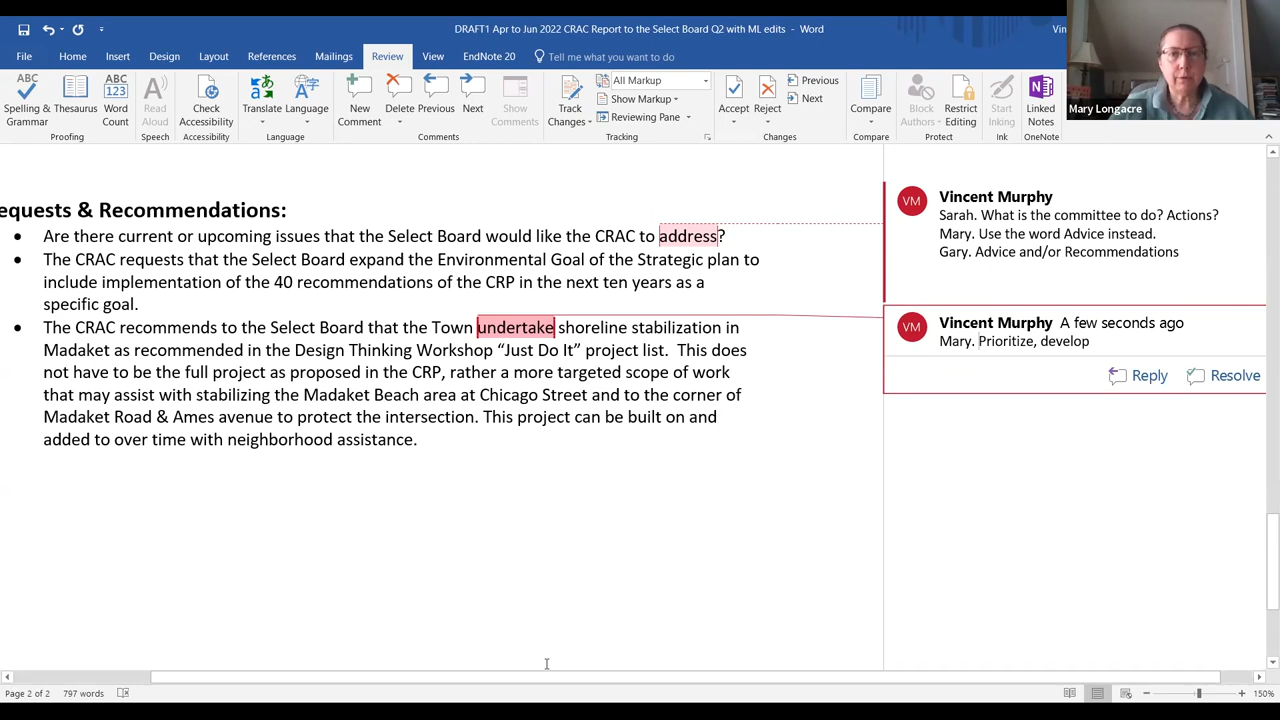 DRAFT1 Apr to Jun 2022 CRAC Report to the Select Board Q2 with ML edits - Word
Vin
File Home Insert Design Layout References Mailings Review View EndNote 20 Tell me what you want to do
ABC
Spelling & Grammar
Thesaurus
ABC 123
Word Count
Proofing
Read Aloud
Speech
Check Accessibility
Accessibility
Translate
Language
Language
New Comment
Delete
Previous
Next
Show Comments
Comments
Track Changes
All Markup
Show Markup
Reviewing Pane
Tracking
Accept
Reject
Previous
Next
Changes
Compare
Compare
Block Authors
Restrict Editing
Protect
Start Inking
Ink
Linked Notes
OneNote
Mary Longacre
equests & Recommendations:
• Are there current or upcoming issues that the Select Board would like the CRAC to address?
• The CRAC requests that the Select Board expand the Environmental Goal of the Strategic plan to
include implementation of the 40 recommendations of the CRP in the next ten years as a
specific goal.
• The CRAC recommends to the Select Board that the Town undertake shoreline stabilization in
Madaket as recommended in the Design Thinking Workshop “Just Do It” project list. This does
not have to be the full project as proposed in the CRP, rather a more targeted scope of work
that may assist with stabilizing the Madaket Beach area at Chicago Street and to the corner of
Madaket Road & Ames avenue to protect the intersection. This project can be built on and
added to over time with neighborhood assistance.
VM
Vincent Murphy
Sarah. What is the committee to do? Actions?
Mary. Use the word Advice instead.
Gary. Advice and/or Recommendations
VM
Vincent Murphy A few seconds ago
Mary. Prioritize, develop
Reply Resolve
Page 2 of 2 797 words
150%